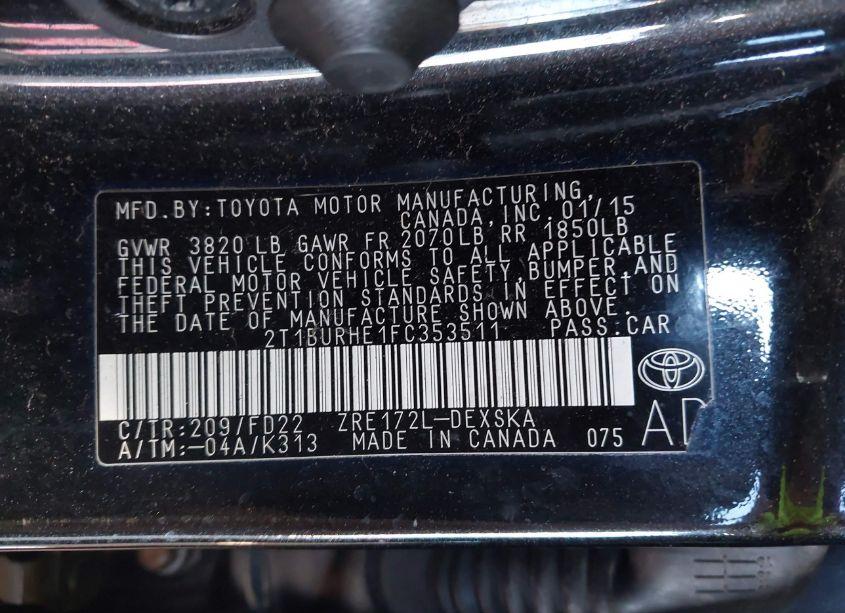 MFD.BY:TOYOTA MOTOR MANUFACTURING,
CANADA,INC.01/15
GVWR 3820 LB GAWR FR 2070LB,RR 1850LB
THIS VEHICLE CONFORMS TO ALL APPLICABLE
FEDERAL MOTOR VEHICLE SAFETY,BUMPER,AND
THEFT PREVENTION STANDARDS IN EFFECT ON
THE DATE OF MANUFACTURE SHOWN ABOVE.
2T1BURHE1FC353511 PASS.CAR
C/TR:209/FD22 ZRE172L-DEXSKA
A/TM:-04A/K313 MADE IN CANADA 075